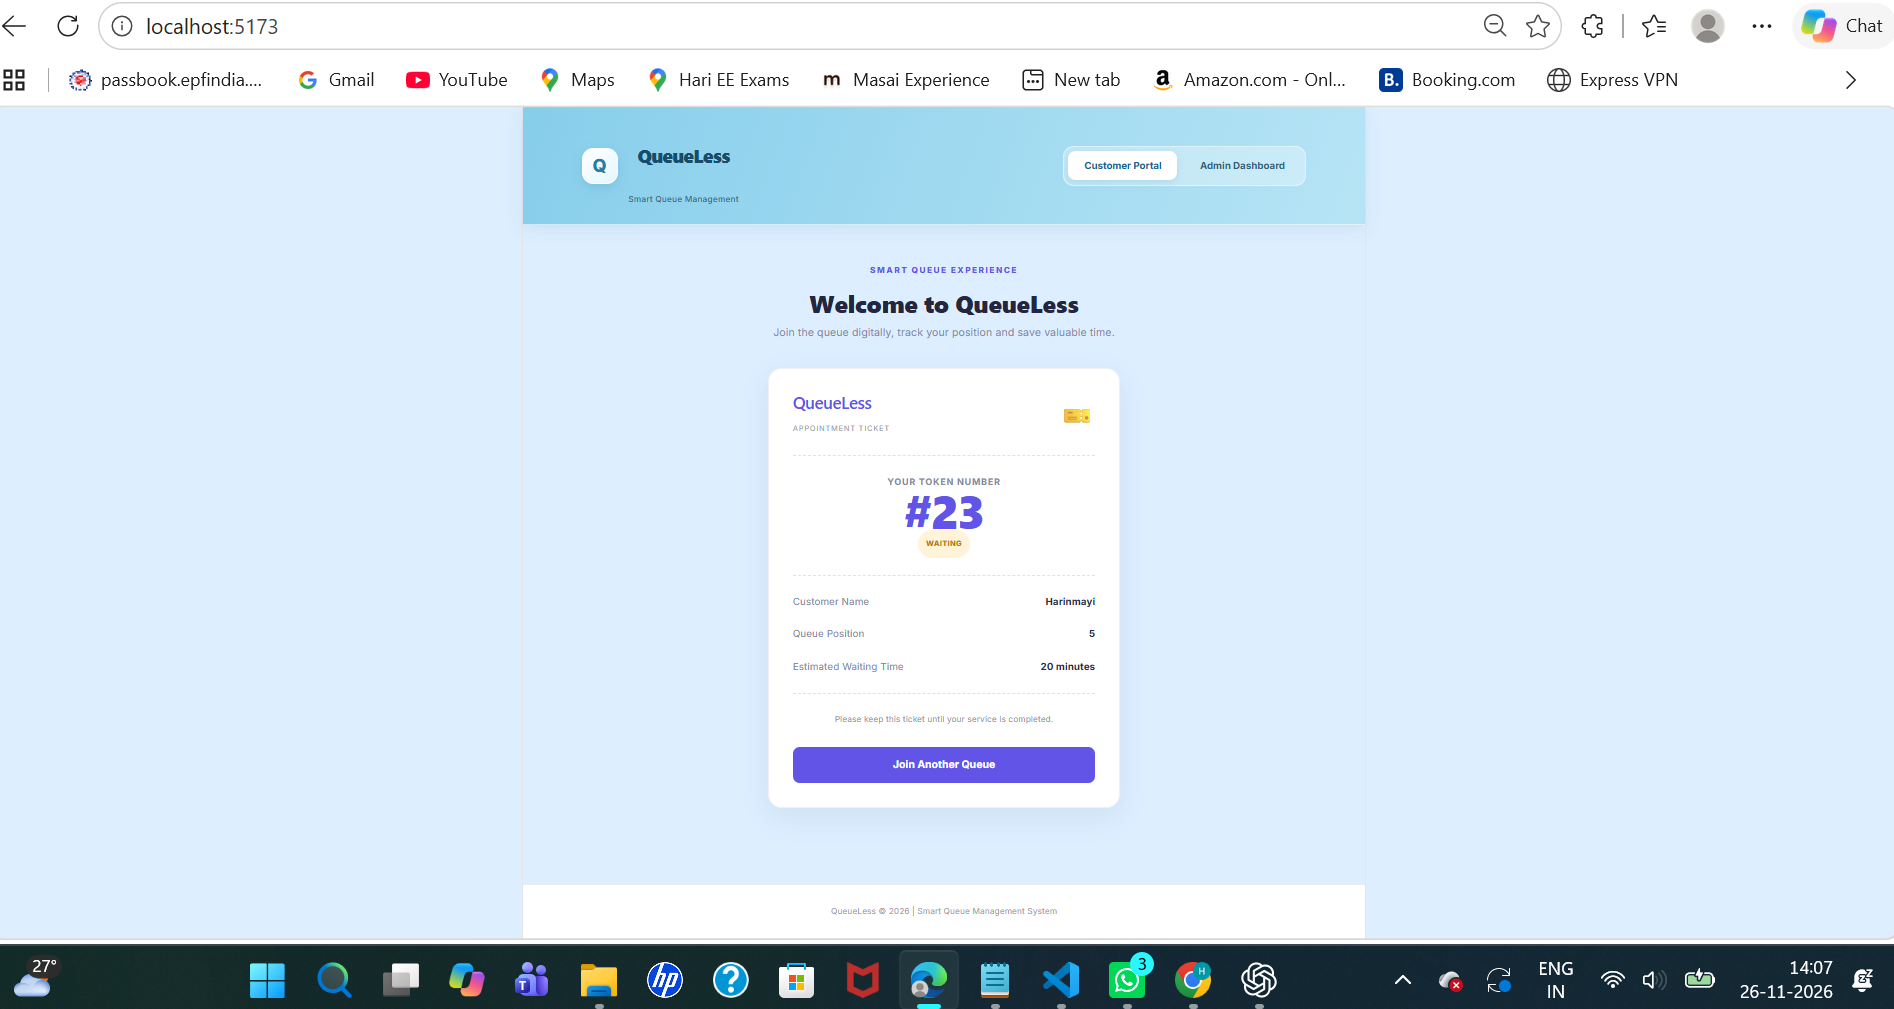 localhost:5173
Chat
passbook.epfindia....
Gmail
YouTube
Maps
Hari EE Exams
Masai Experience
New tab
Amazon.com - Onl...
Booking.com
Express VPN
Q
QueueLess
Smart Queue Management
Customer Portal
Admin Dashboard
SMART QUEUE EXPERIENCE
Welcome to QueueLess
Join the queue digitally, track your position and save valuable time.
QueueLess
APPOINTMENT TICKET
YOUR TOKEN NUMBER
#23
WAITING
Customer Name Harinmayi
Queue Position 5
Estimated Waiting Time 20 minutes
Please keep this ticket until your service is completed.
Join Another Queue
QueueLess © 2026 | Smart Queue Management System
27°
3
ENG
IN
14:07
26-11-2026